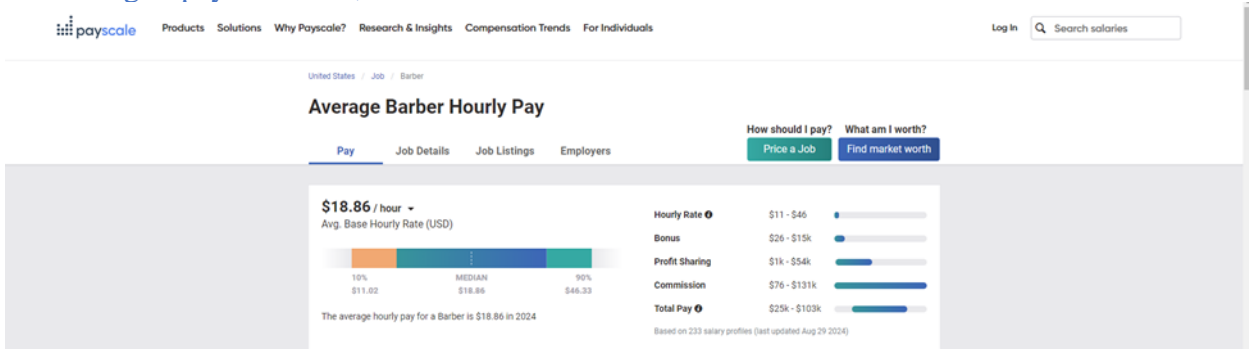 payscale Products Solutions Why Payscale? Research & Insights Compensation Trends For Individuals Log In Search salaries
United States / Job / Barber
Average Barber Hourly Pay
How should I pay? What am I worth?
Pay Job Details Job Listings Employers Price a Job Find market worth
$18.86 / hour
Avg. Base Hourly Rate (USD)
10% MEDIAN 90%
$11.02 $18.86 $46.33
The average hourly pay for a Barber is $18.86 in 2024
Hourly Rate $11 - $46
Bonus $26 - $15k
Profit Sharing $1k - $54k
Commission $76 - $131k
Total Pay $25k - $103k
Based on 233 salary profiles (last updated Aug 29 2024)